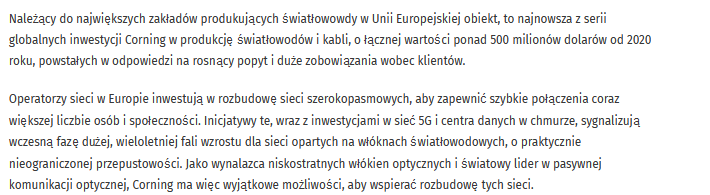 Należący do największych zakładów produkujących światłowowdy w Unii Europejskiej obiekt, to najnowsza z serii
globalnych inwestycji Corning w produkcję światłowodów i kabli, o łącznej wartości ponad 500 milionów dolarów od 2020
roku, powstałych w odpowiedzi na rosnący popyt i duże zobowiązania wobec klientów.
Operatorzy sieci w Europie inwestują w rozbudowę sieci szerokopasmowych, aby zapewnić szybkie połączenia coraz
większej liczbie osób i społeczności. Inicjatywy te, wraz z inwestycjami w sieć 5G i centra danych w chmurze, sygnalizują
wczesną fazę dużej, wieloletniej fali wzrostu dla sieci opartych na włóknach światłowodowych, o praktycznie
nieograniczonej przepustowości. Jako wynalazca niskostratnych włókien optycznych i światowy lider w pasywnej
komunikacji optycznej, Corning ma więc wyjątkowe możliwości, aby wspierać rozbudowę tych sieci.